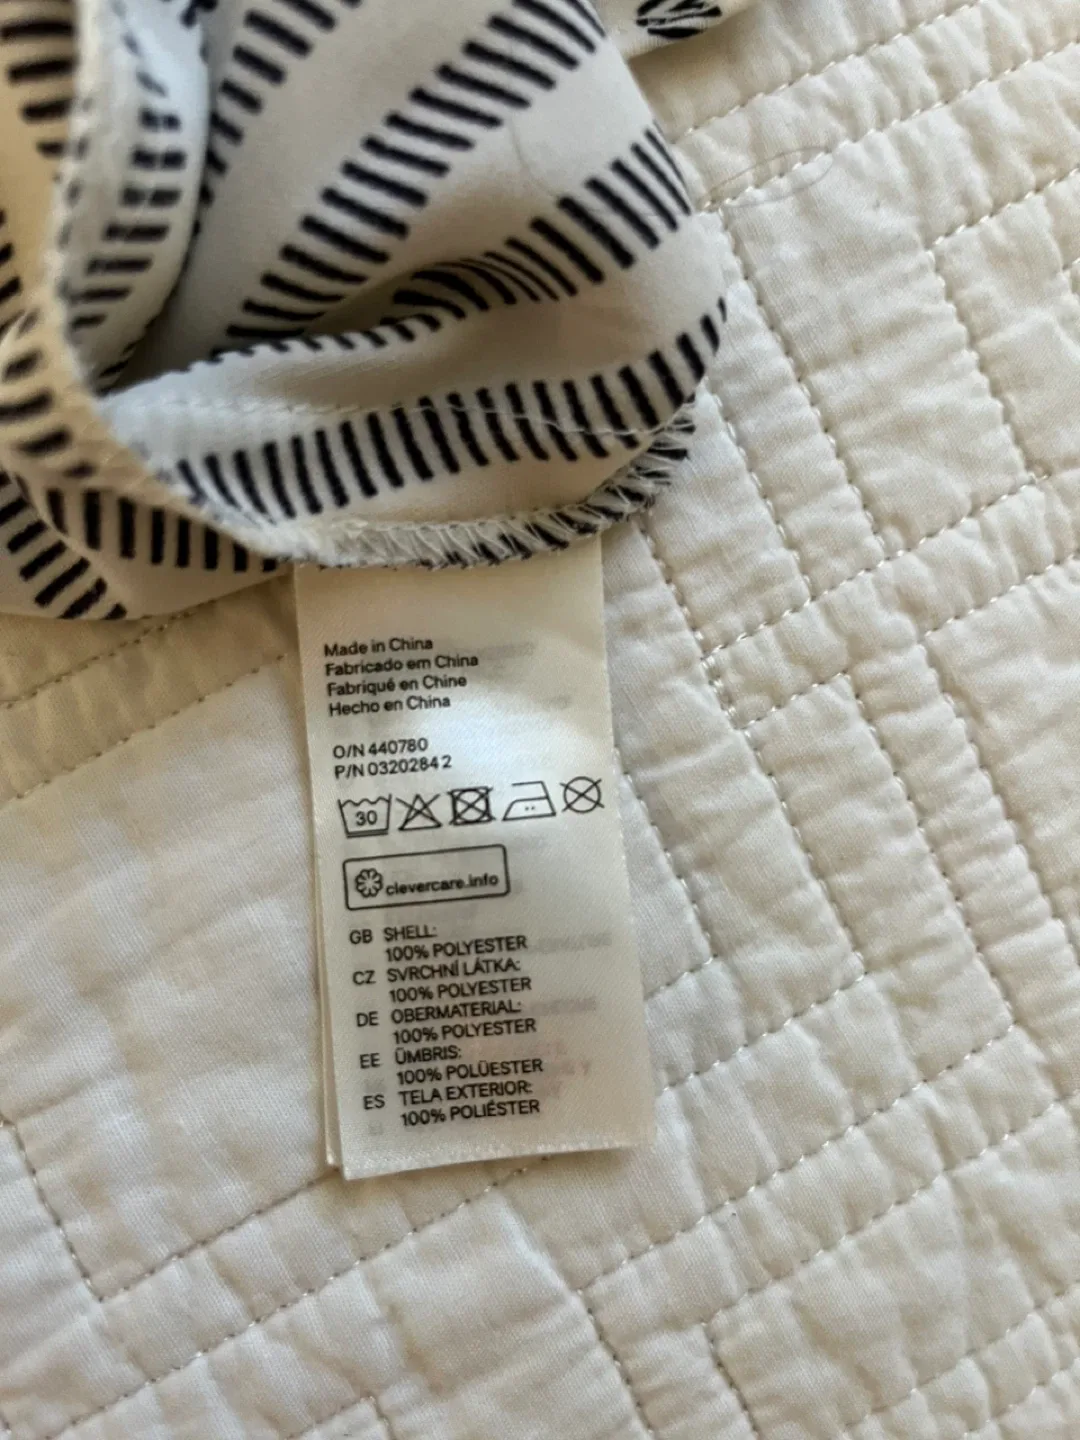 Made in China
Fabricado em China
Fabriqué en Chine
Hecho en China
O/N 440780
P/N 0320284 2
30
clevercare.info
GB SHELL:
100% POLYESTER
CZ SVRCHNÍ LÁTKA:
100% POLYESTER
DE OBERMATERIAL:
100% POLYESTER
EE ÜMBRIS:
100% POLÜESTER
ES TELA EXTERIOR:
100% POLIÉSTER